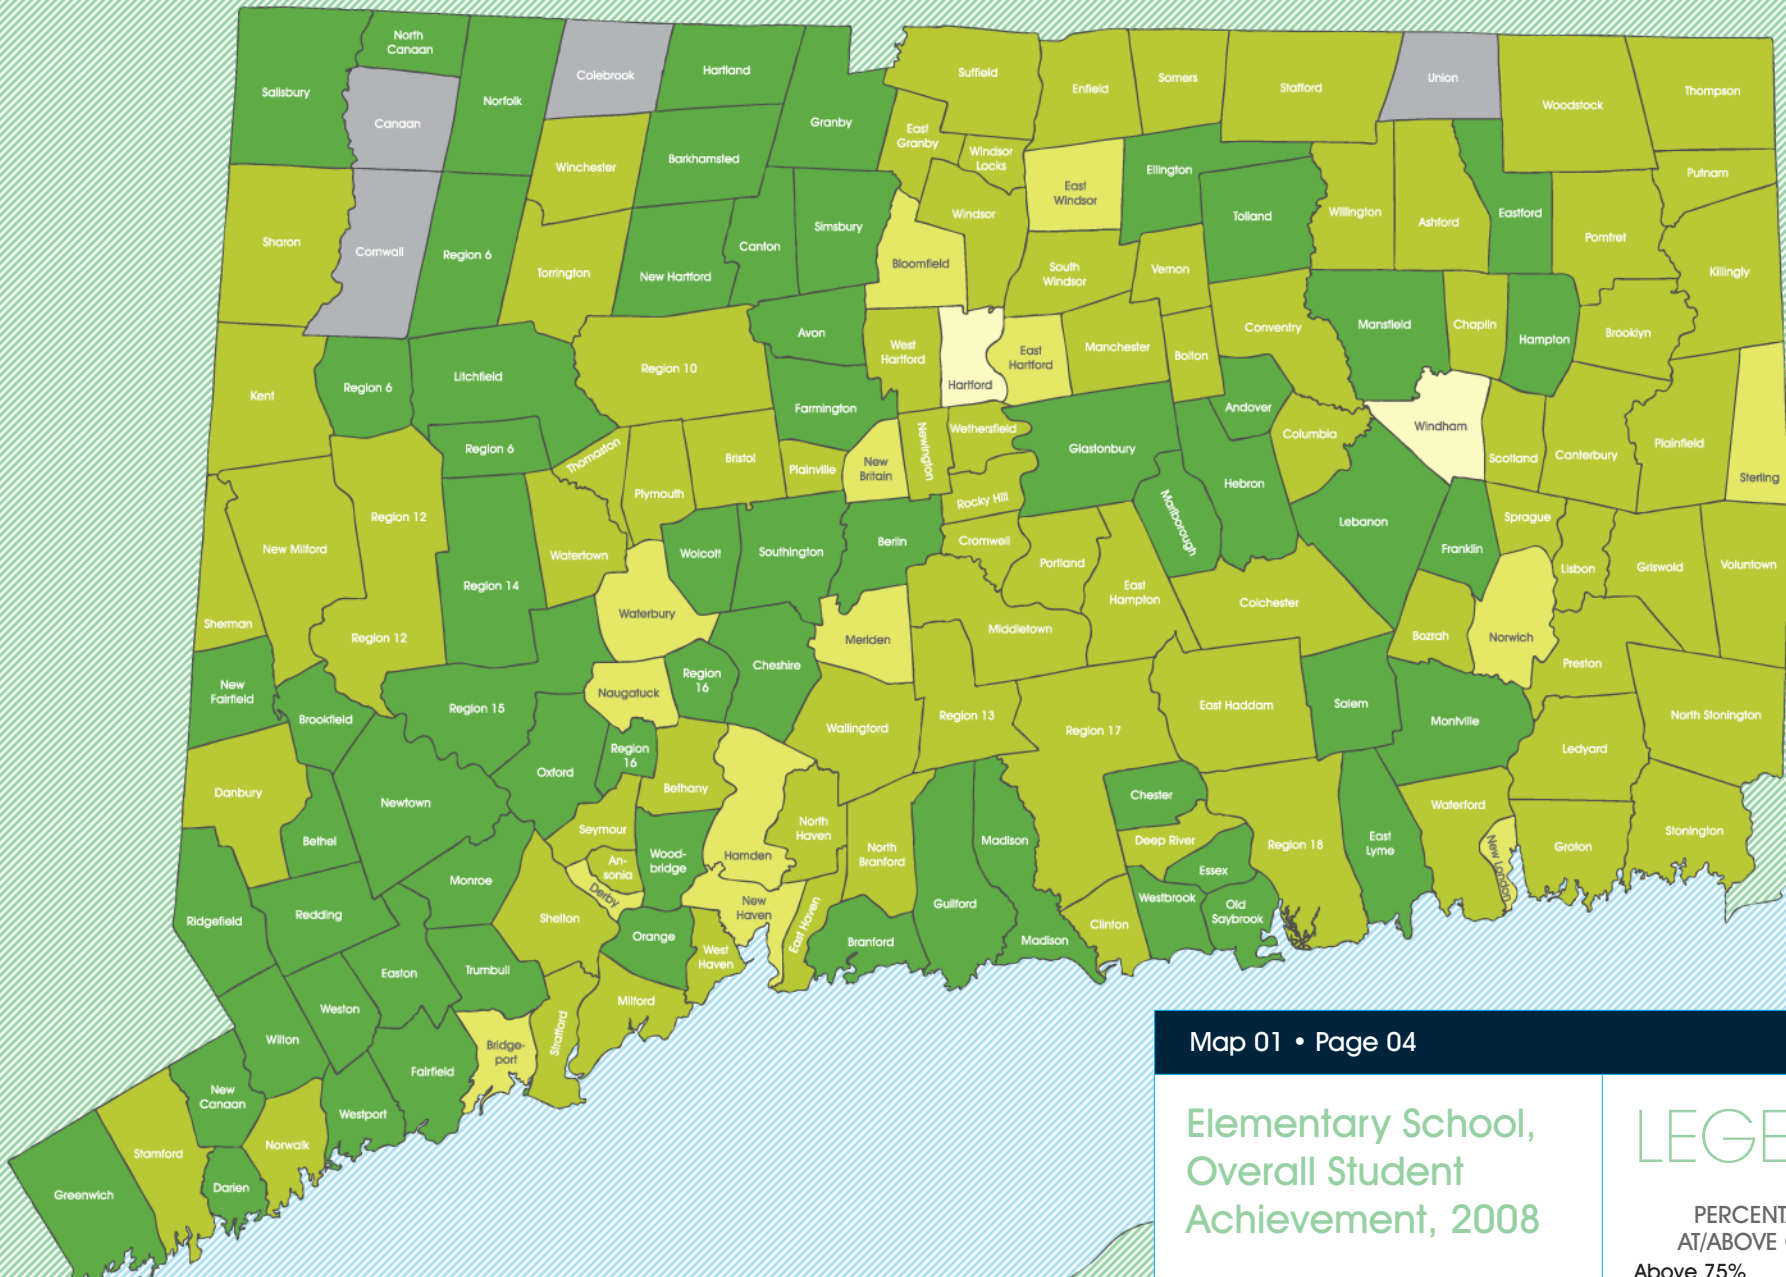 North
Canaan
Salisbury
Canaan
Norfolk
Colebrook
Hartland
Granby
Suffield
Enfield
Somers
Stafford
Union
Woodstock
Thompson
East
Granby
Windsor
Locks
Winchester
Barkhamsted
East
Windsor
Ellington
Tolland
Willington
Ashford
Eastford
Pomfret
Putnam
Killingly
Sharon
Cornwall
Region 6
Torrington
New Hartford
Canton
Simsbury
Bloomfield
Windsor
South
Windsor
Vernon
Kent
Region 6
Litchfield
Region 10
Avon
West
Hartford
Hartford
East
Hartford
Manchester
Bolton
Conventry
Mansfield
Chaplin
Hampton
Brooklyn
Region 6
Thomaston
Farmington
Plymouth
Bristol
Plainville
New
Britain
Newington
Wethersfield
Rocky Hill
Glastonbury
Andover
Columbia
Windham
Scotland
Canterbury
Plainfield
Sterling
New Milford
Region 12
Region 14
Watertown
Wolcott
Southington
Berlin
Cromwell
Portland
East
Hampton
Marlborough
Hebron
Lebanon
Franklin
Sprague
Lisbon
Griswold
Voluntown
Sherman
Region 12
Waterbury
Cheshire
Meriden
Middletown
Colchester
Bozrah
Norwich
Preston
New
Fairfield
Brookfield
Region 15
Naugatuck
Region
16
Wallingford
Region 13
Region 17
East Haddam
Salem
Montville
Ledyard
North Stonington
Danbury
Bethel
Newtown
Oxford
Region
16
Bethany
Seymour
An-
sonia
Derby
Wood-
bridge
Hamden
North
Haven
North
Branford
Guilford
Madison
Chester
Deep River
Essex
Region 18
East
Lyme
Waterford
New London
Groton
Stonington
Ridgefield
Redding
Monroe
Shelton
Orange
West
Haven
New
Haven
East Haven
Branford
Madison
Clinton
Westbrook
Old
Saybrook
Easton
Trumbull
Weston
Wilton
Milford
Stratford
Bridge-
port
Fairfield
New
Canaan
Westport
Norwalk
Stamford
Darien
Greenwich
Map 01 • Page 04
Elementary School,
Overall Student
Achievement, 2008
LEGE
PERCENT
AT/ABOVE
Above 75%